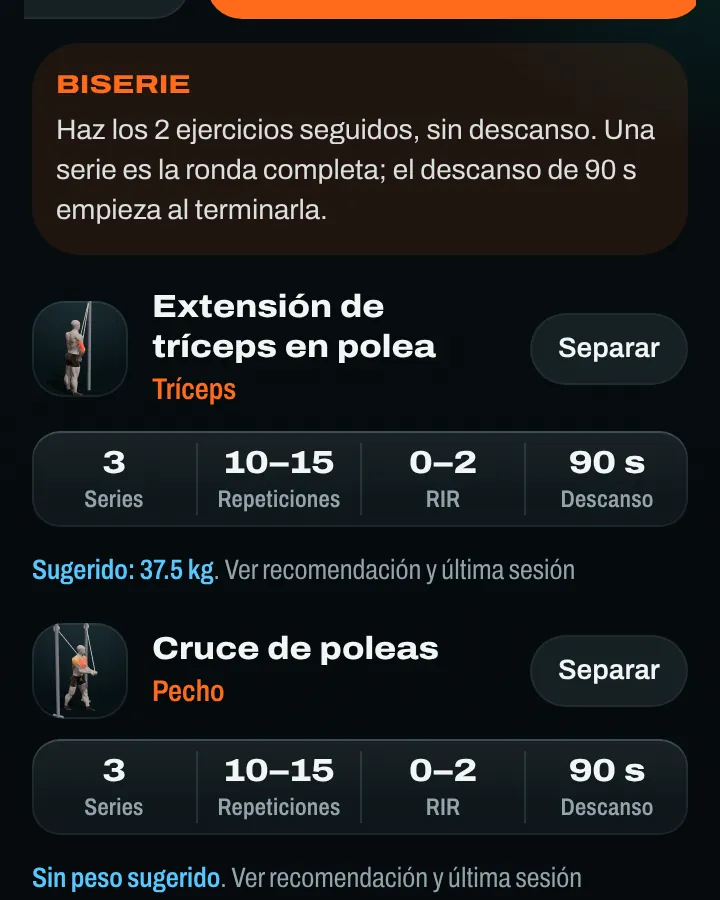 BISERIE
Haz los 2 ejercicios seguidos, sin descanso. Una
serie es la ronda completa; el descanso de 90 s
empieza al terminarla.
Extensión de
tríceps en polea
Tríceps
Separar
3
Series
10–15
Repeticiones
0–2
RIR
90 s
Descanso
Sugerido: 37.5 kg. Ver recomendación y última sesión
Cruce de poleas
Pecho
Separar
3
Series
10–15
Repeticiones
0–2
RIR
90 s
Descanso
Sin peso sugerido. Ver recomendación y última sesión